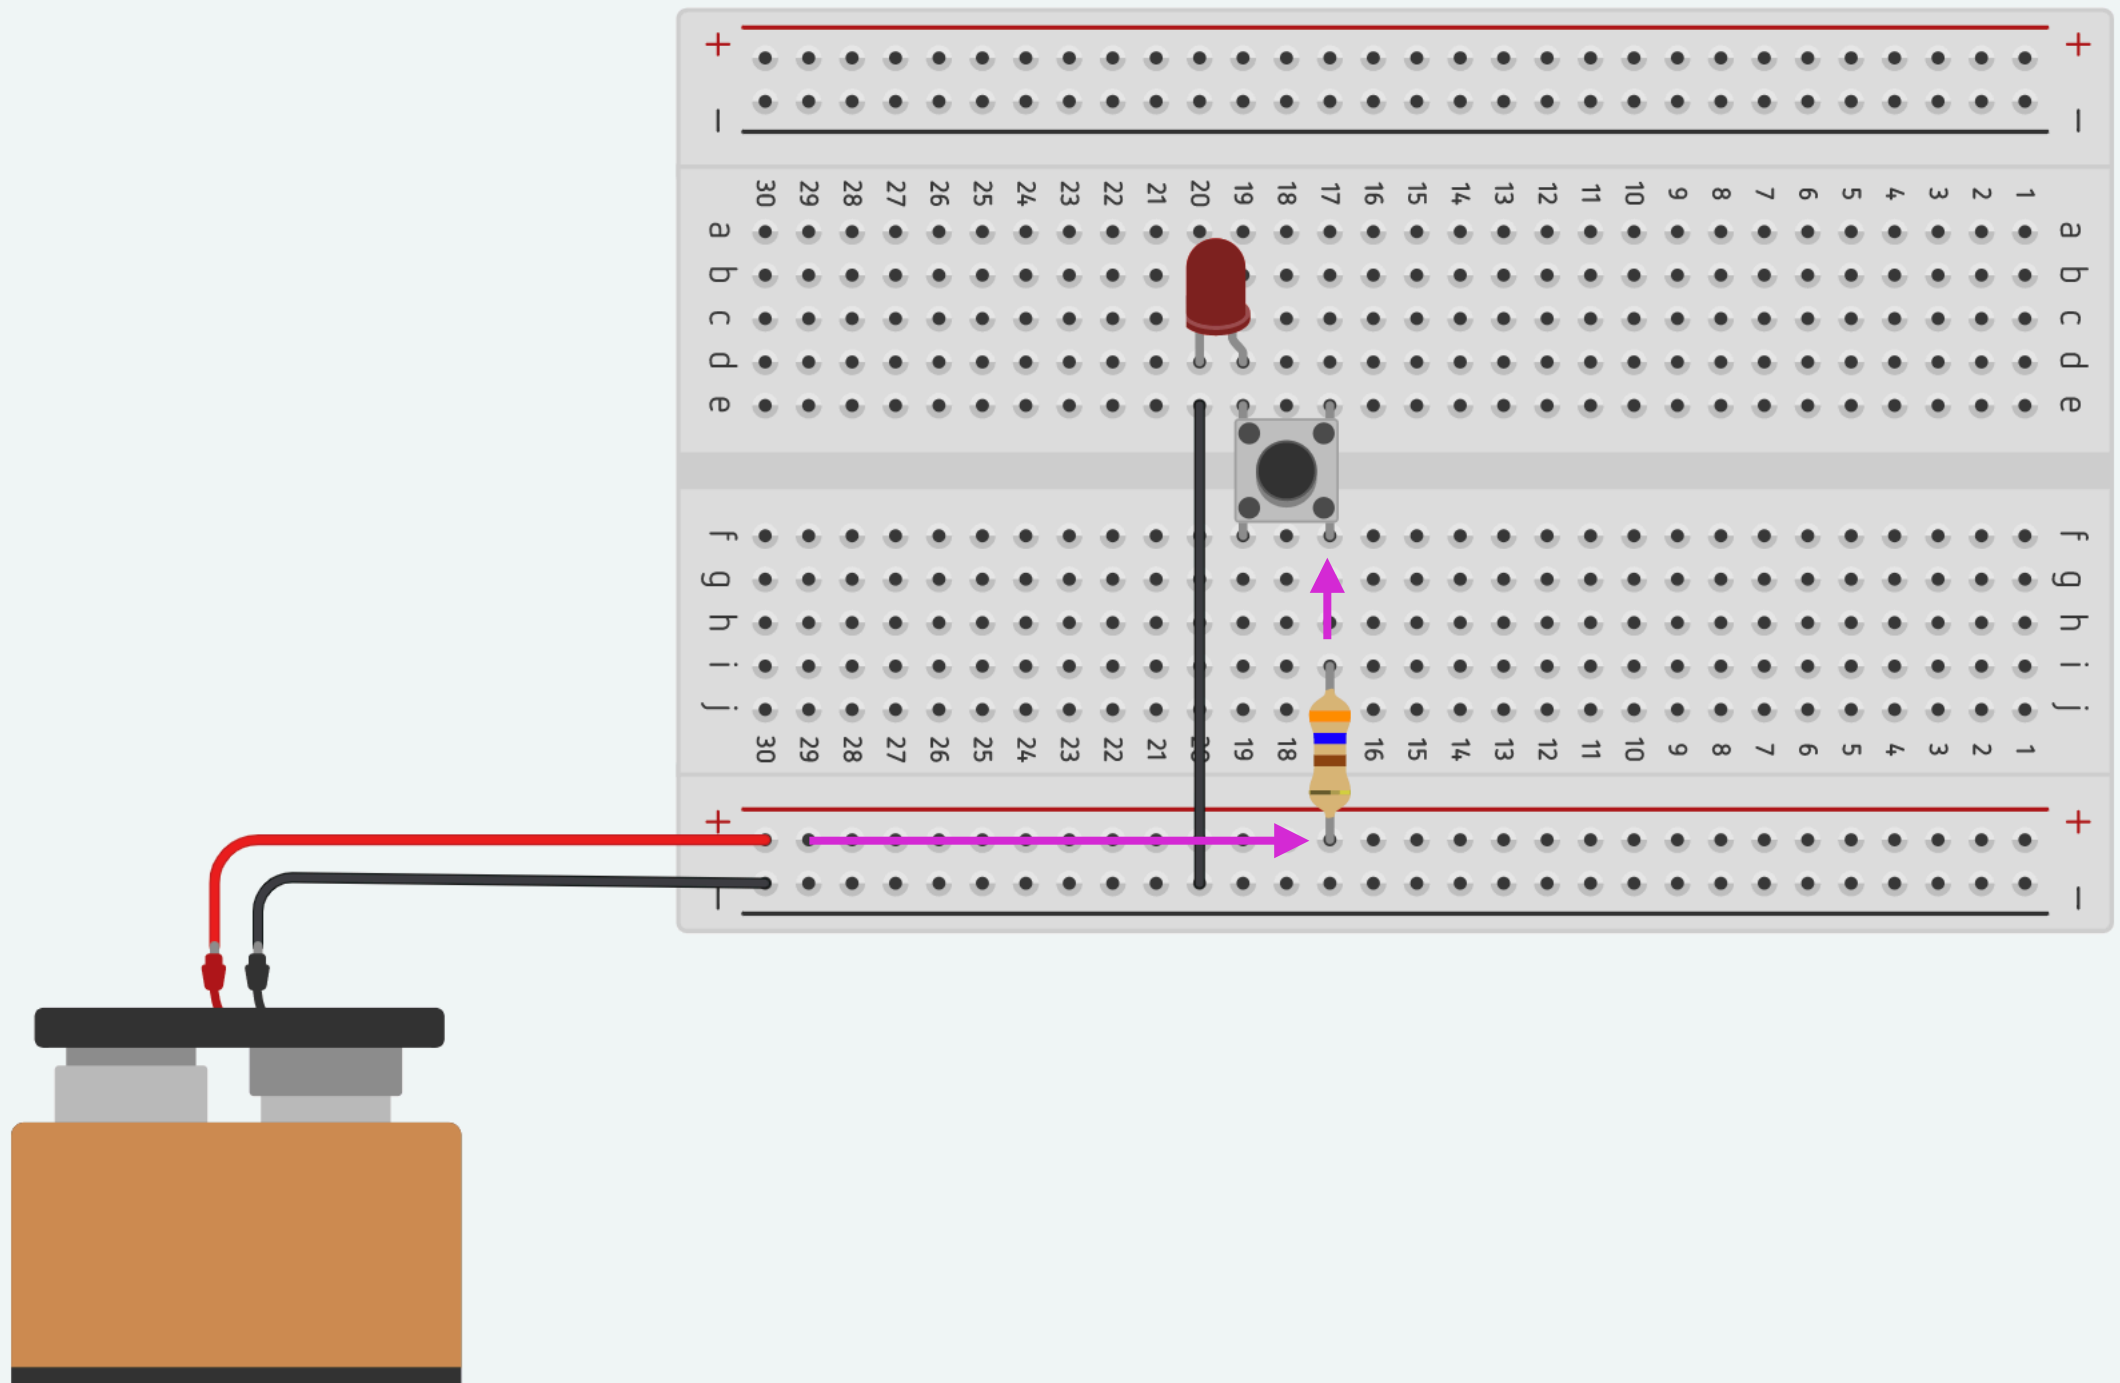 + +
− −
30 29 28 27 26 25 24 23 22 21 20 19 18 17 16 15 14 13 12 11 10 9 8 7 6 5 4 3 2 1
a a
b b
c c
d d
e e
f f
g g
h h
i i
j j
30 29 28 27 26 25 24 23 22 21 20 19 18 16 15 14 13 12 11 10 9 8 7 6 5 4 3 2 1
+ +
− −